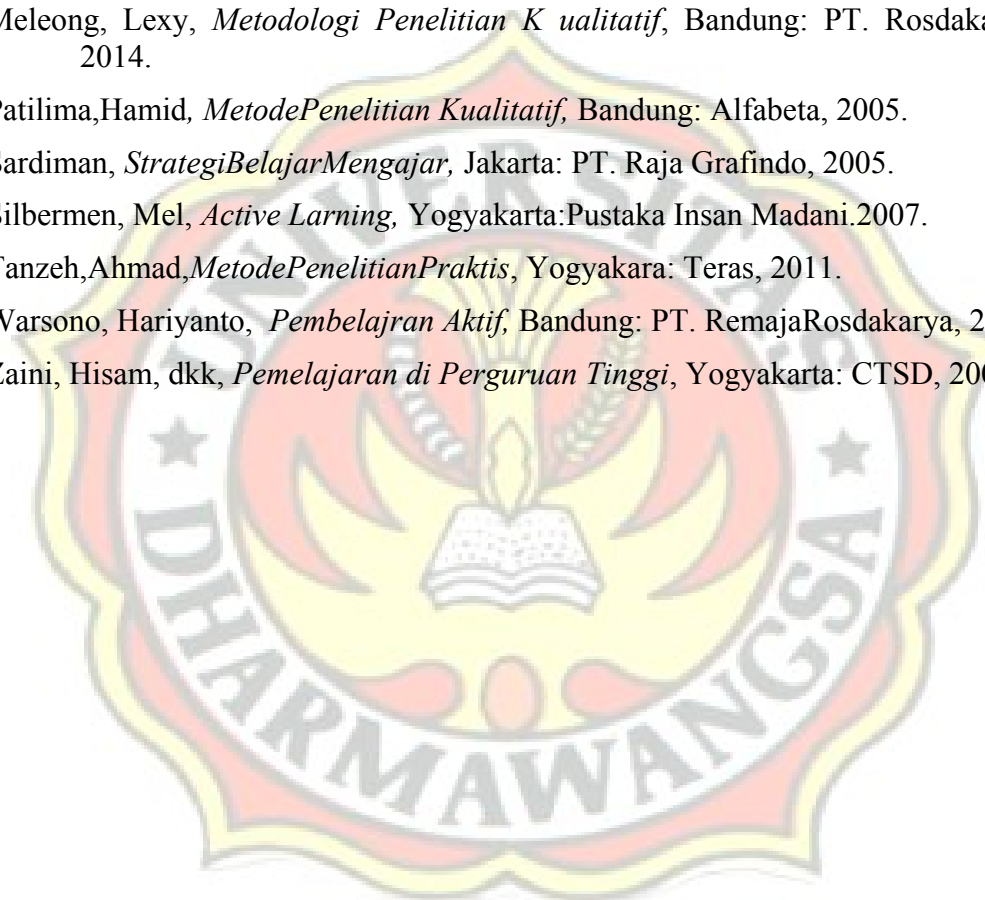 Meleong, Lexy, Metodologi Penelitian K ualitatif, Bandung: PT. Rosdaka
2014.
Patilima,Hamid, MetodePenelitian Kualitatif, Bandung: Alfabeta, 2005.
Sardiman, StrategiBelajarMengajar, Jakarta: PT. Raja Grafindo, 2005.
Silbermen, Mel, Active Larning, Yogyakarta:Pustaka Insan Madani.2007.
Tanzeh,Ahmad,MetodePenelitianPraktis, Yogyakara: Teras, 2011.
Warsono, Hariyanto, Pembelajran Aktif, Bandung: PT. RemajaRosdakarya, 2
Zaini, Hisam, dkk, Pemelajaran di Perguruan Tinggi, Yogyakarta: CTSD, 200
UNIVERSITAS
DHARMAWANGSA